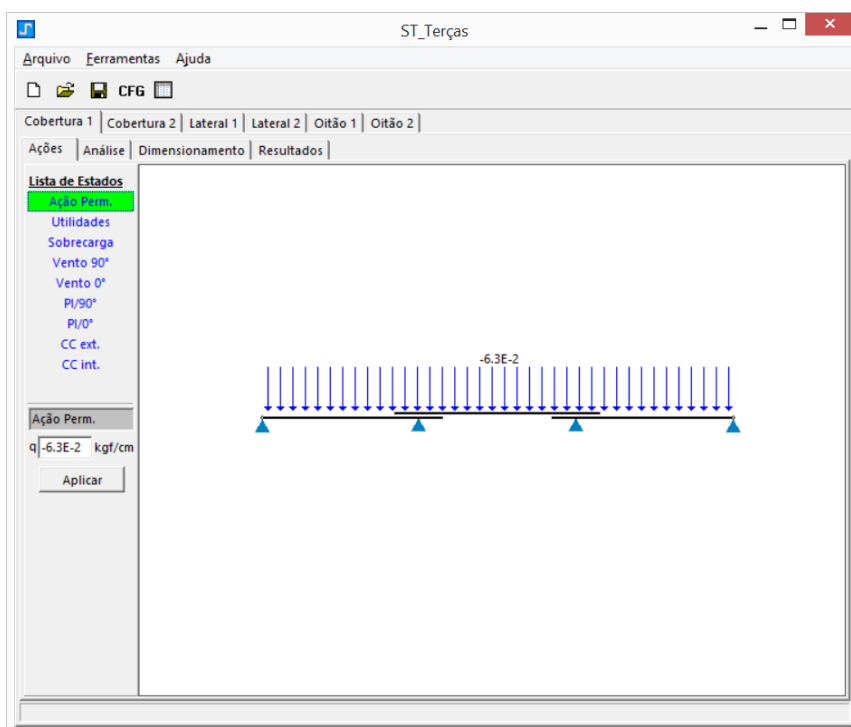 ST_Terças
Arquivo Ferramentas Ajuda
CFG
Cobertura 1 Cobertura 2 Lateral 1 Lateral 2 Oitão 1 Oitão 2
Ações Análise Dimensionamento Resultados
Lista de Estados
Ação Perm.
Utilidades
Sobrecarga
Vento 90°
Vento 0°
PI/90°
PI/0°
CC ext.
CC int.
-6.3E-2
Ação Perm.
q -6.3E-2 kgf/cm
Aplicar